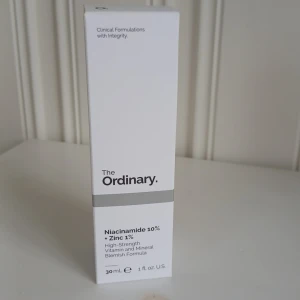 Clinical Formulations
with Integrity.
The
Ordinary.
Niacinamide 10%
+ Zinc 1%
High-Strength
Vitamin and Mineral
Blemish Formula
30 mL ℮ 1 fl. oz. U.S.